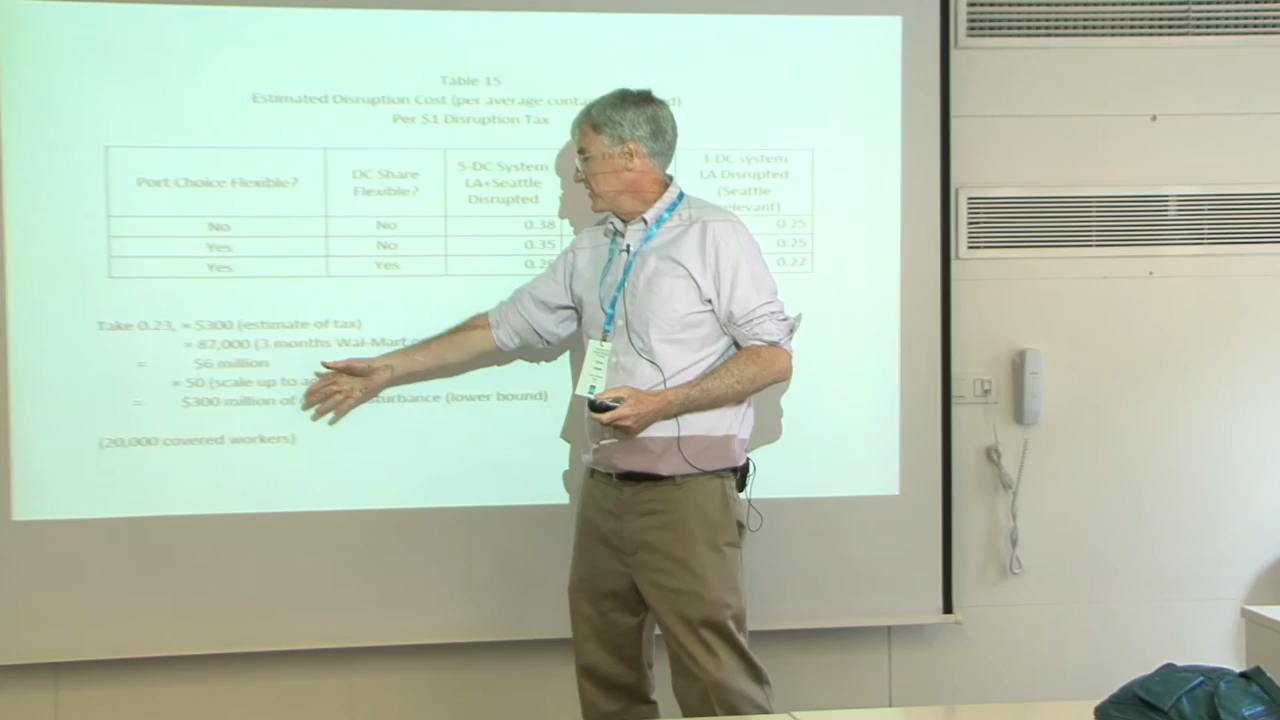 Table 15
Estimated Disruption Cost (per average conta
Per $1 Disruption Tax
Port Choice Flexible?
DC Share Flexible?
5-DC System LA+Seattle Disrupted
3-DC system LA Disrupted (Seattle
No No 0.38 0.25
Yes No 0.35 0.25
Yes Yes 0.22
Take 0.23, × $300 (estimate of tax)
× 87,000 (3 months Wal-Mart
= $6 million
× 50 (scale up to
= $300 million of (lower bound)
(20,000 covered workers)